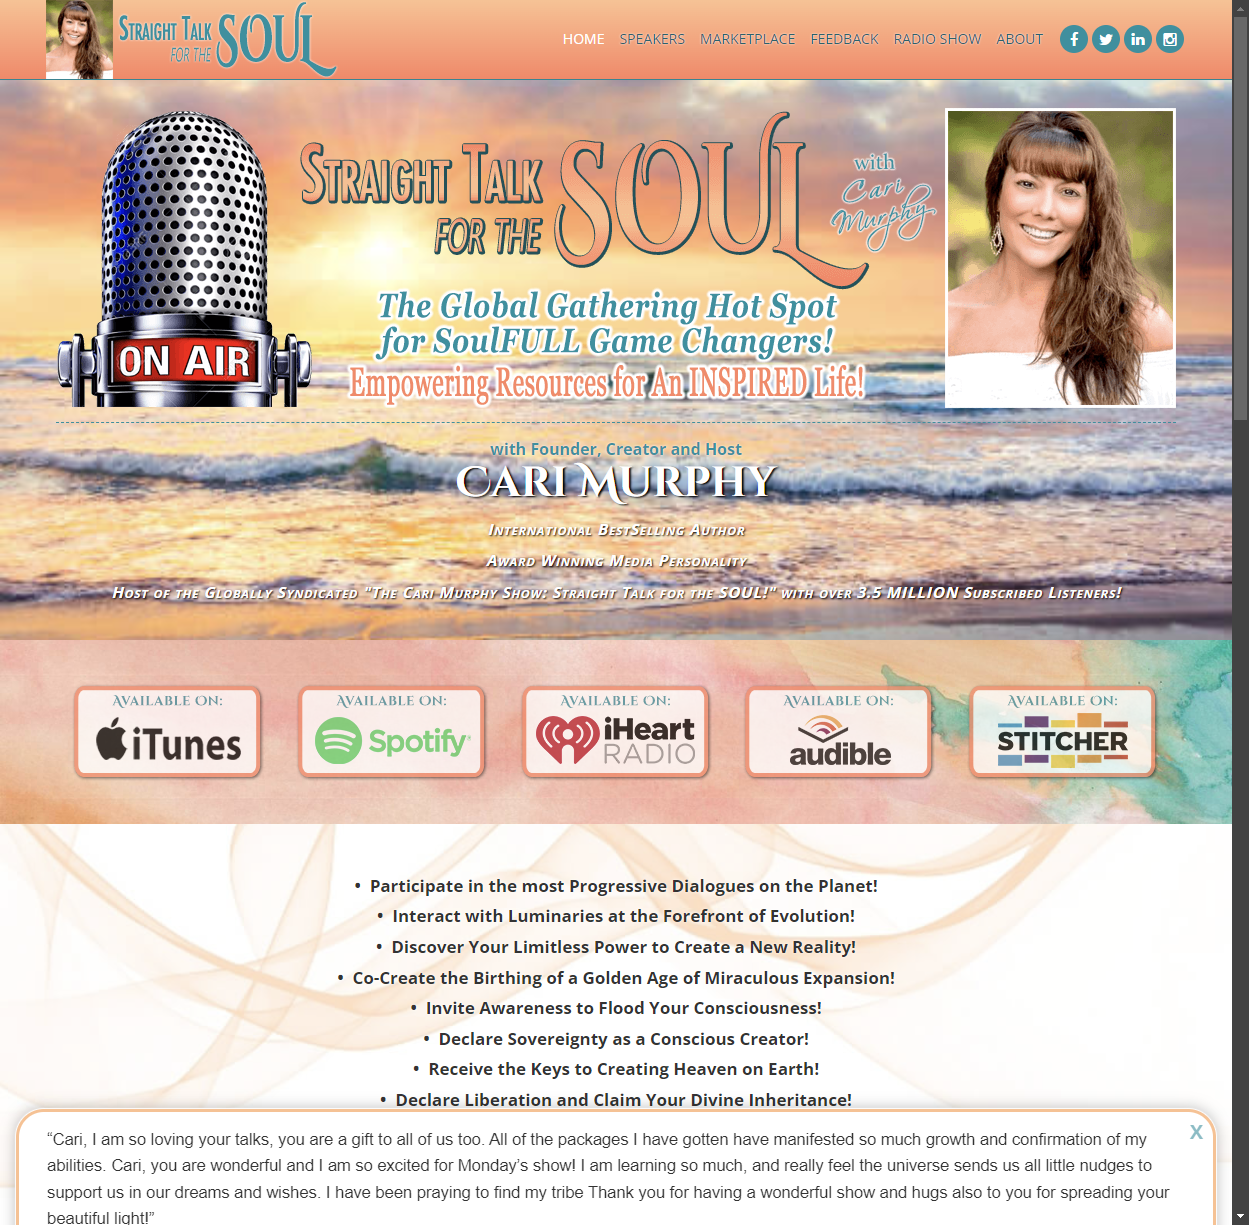 STRAIGHT TALK FOR THE SOUL
HOME SPEAKERS MARKETPLACE FEEDBACK RADIO SHOW ABOUT
STRAIGHT TALK FOR THE SOUL
with Cari Murphy
ON AIR
The Global Gathering Hot Spot
for SoulFULL Game Changers!
Empowering Resources for An INSPIRED Life!
with Founder, Creator and Host
CARI MURPHY
International BestSelling Author
Award Winning Media Personality
Host of the Globally Syndicated "The Cari Murphy Show: Straight Talk for the SOUL!" with over 3.5 MILLION Subscribed Listeners!
AVAILABLE ON:
iTunes
AVAILABLE ON:
Spotify
AVAILABLE ON:
iHeart
RADIO
AVAILABLE ON:
audible
AVAILABLE ON:
STITCHER
• Participate in the most Progressive Dialogues on the Planet!
• Interact with Luminaries at the Forefront of Evolution!
• Discover Your Limitless Power to Create a New Reality!
• Co-Create the Birthing of a Golden Age of Miraculous Expansion!
• Invite Awareness to Flood Your Consciousness!
• Declare Sovereignty as a Conscious Creator!
• Receive the Keys to Creating Heaven on Earth!
• Declare Liberation and Claim Your Divine Inheritance!
X
“Cari, I am so loving your talks, you are a gift to all of us too. All of the packages I have gotten have manifested so much growth and confirmation of my
abilities. Cari, you are wonderful and I am so excited for Monday’s show! I am learning so much, and really feel the universe sends us all little nudges to
support us in our dreams and wishes. I have been praying to find my tribe Thank you for having a wonderful show and hugs also to you for spreading your
beautiful light!”